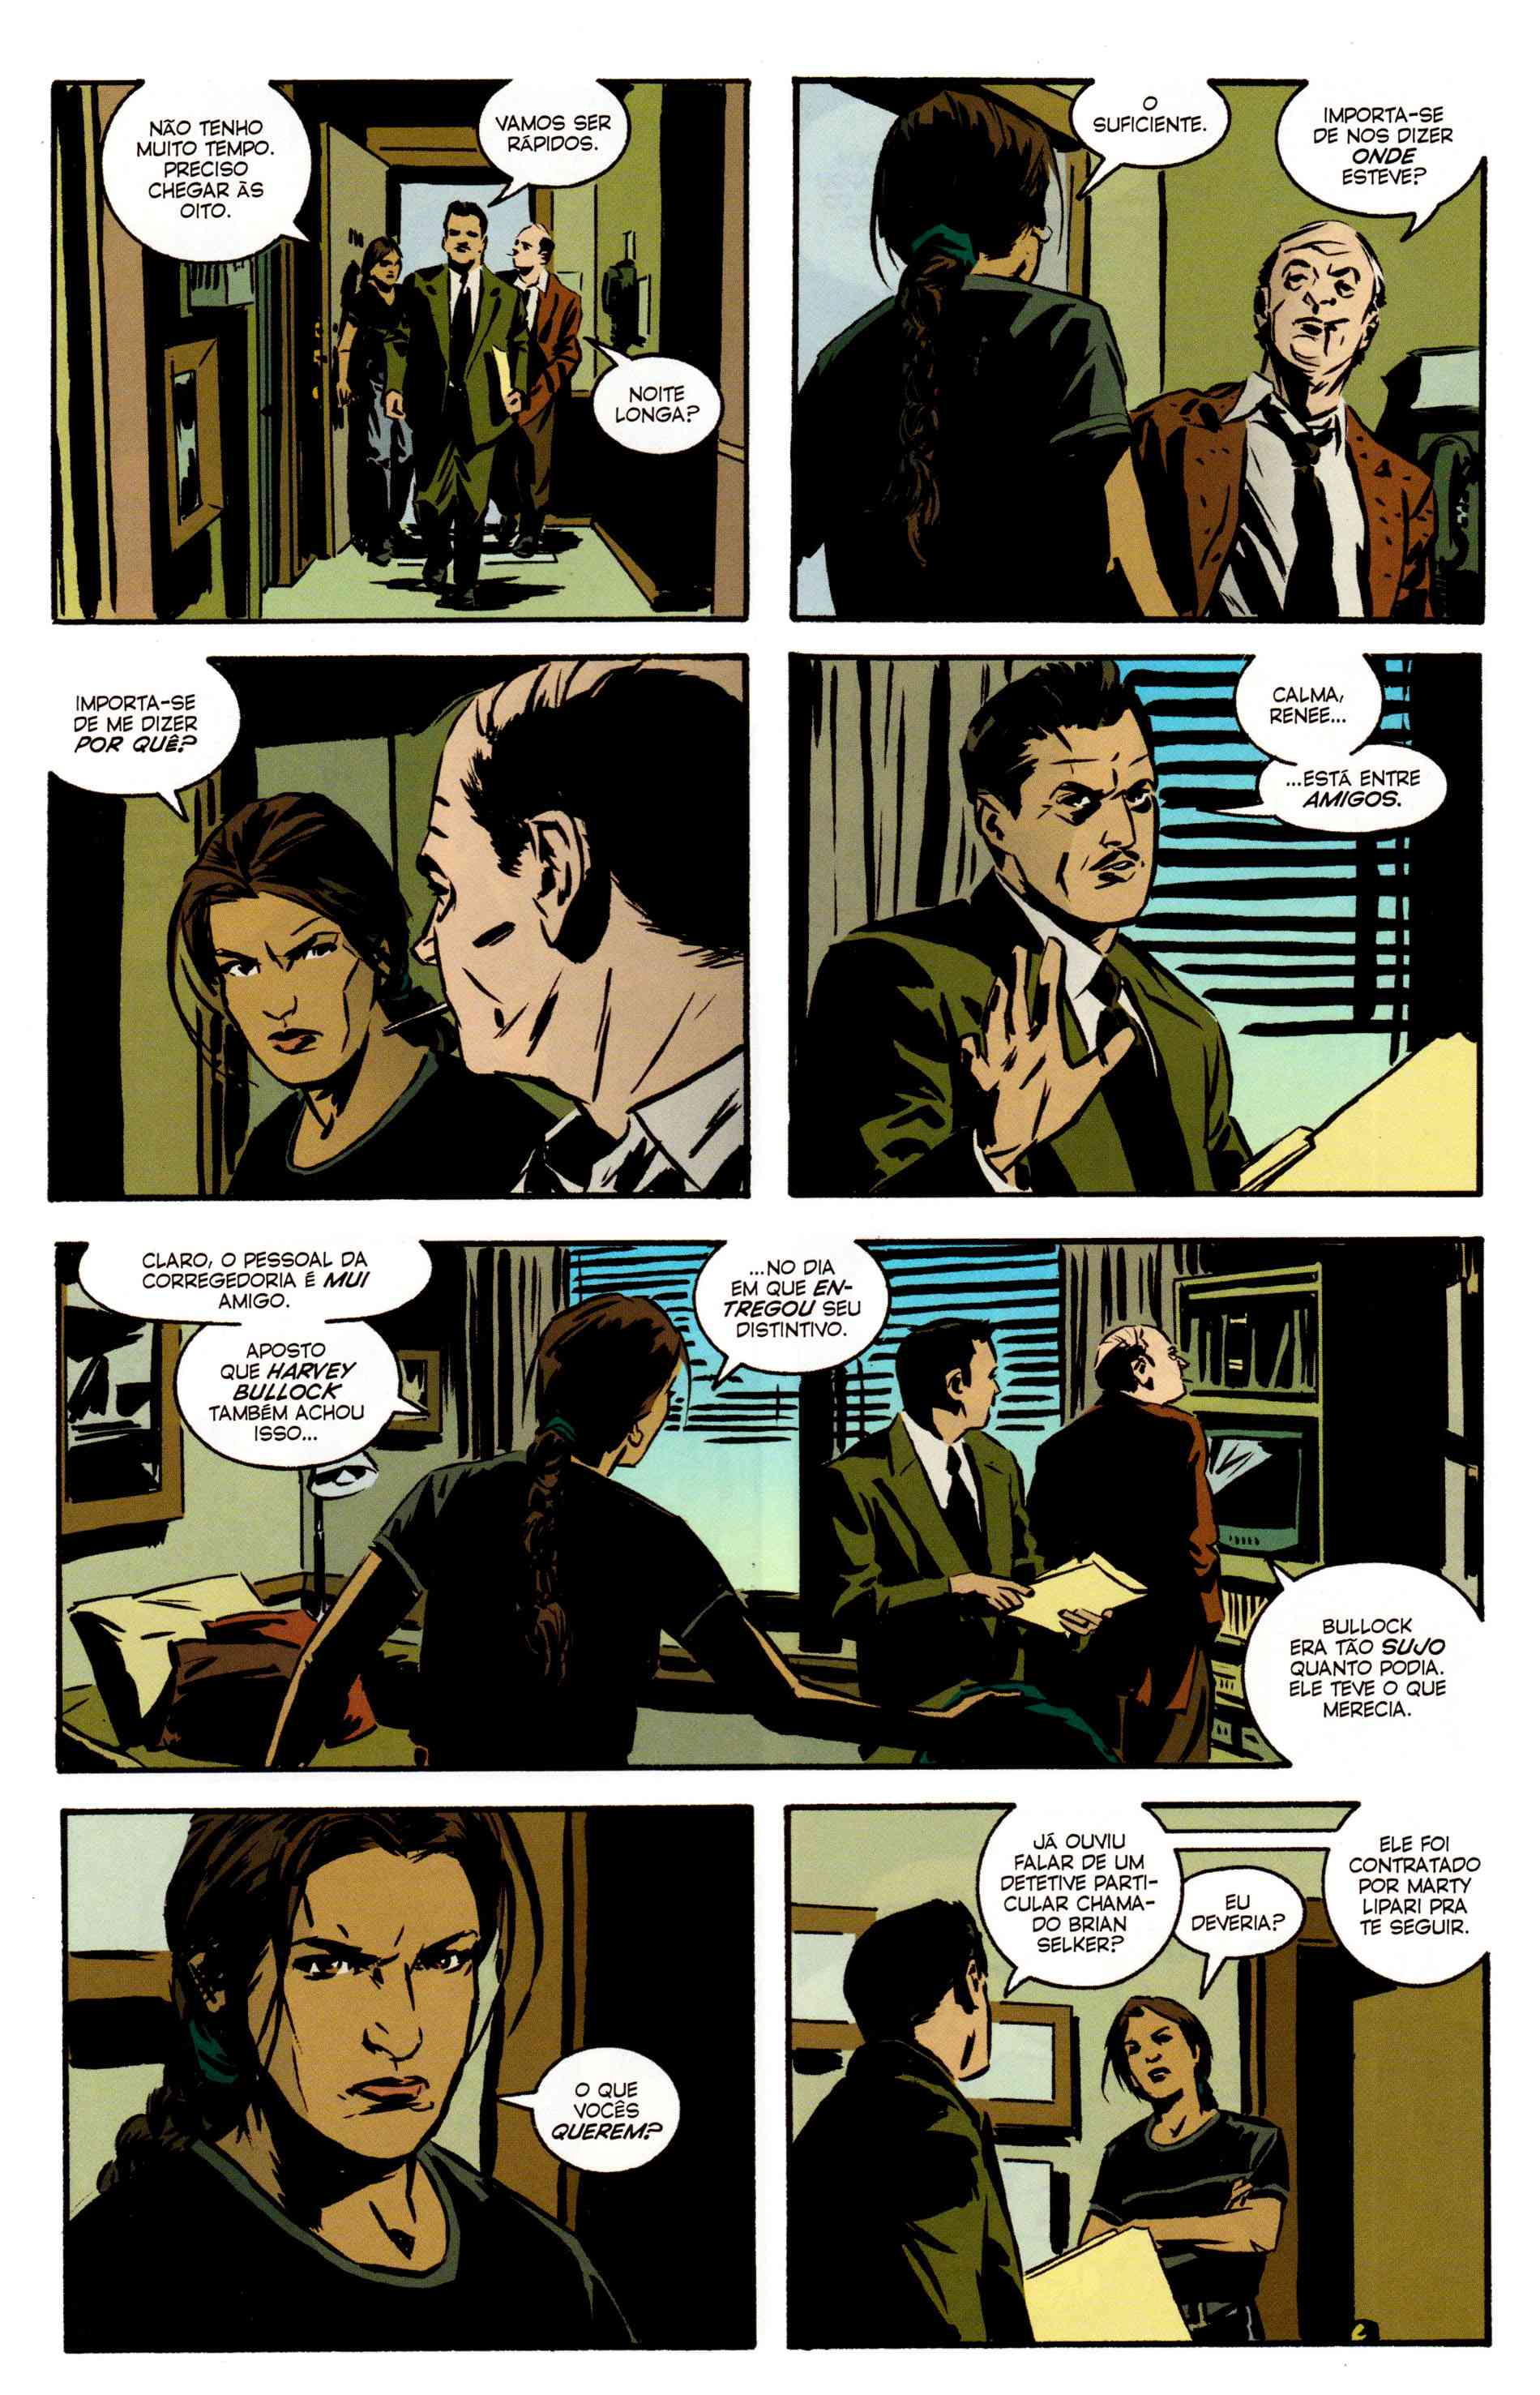 NÃO TENHO
MUITO TEMPO.
PRECISO
CHEGAR ÀS
OITO.
VAMOS SER
RÁPIDOS.
NOITE
LONGA?
O
SUFICIENTE.
IMPORTA-SE
DE NOS DIZER
ONDE
ESTEVE?
IMPORTA-SE
DE ME DIZER
POR QUÊ?
CALMA,
RENEE...
...ESTÁ ENTRE
AMIGOS.
CLARO, O PESSOAL DA
CORREGEDORIA É MUI
AMIGO.
APOSTO
QUE HARVEY
BULLOCK
TAMBÉM ACHOU
ISSO...
...NO DIA
EM QUE EN-
TREGOU SEU
DISTINTIVO.
BULLOCK
ERA TÃO SUJO
QUANTO PODIA.
ELE TEVE O QUE
MERECIA.
O QUE
VOCÊS
QUEREM?
JÁ OUVIU
FALAR DE UM
DETETIVE PARTI-
CULAR CHAMA-
DO BRIAN
SELKER?
EU
DEVERIA?
ELE FOI
CONTRATADO
POR MARTY
LIPARI PRA
TE SEGUIR.